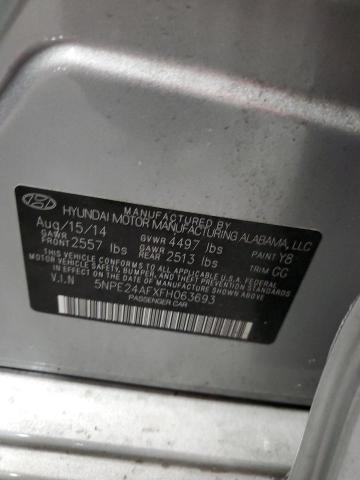 MANUFACTURED BY
HYUNDAI MOTOR MANUFACTURING ALABAMA, LLC
Aug/15/14 GVWR 4497 lbs PAINT Y8
GAWR FRONT 2557 lbs GAWR REAR 2513 lbs TRIM GG
THIS VEHICLE CONFORMS TO ALL APPLICABLE U.S.A FEDERAL
MOTOR VEHICLE SAFETY, BUMPER, AND THEFT PREVENTION STANDARDS
IN EFFECT ON THE DATE OF MANUFACTURE SHOWN ABOVE.
V.I.N 5NPE24AFXFH063693
PASSENGER CAR